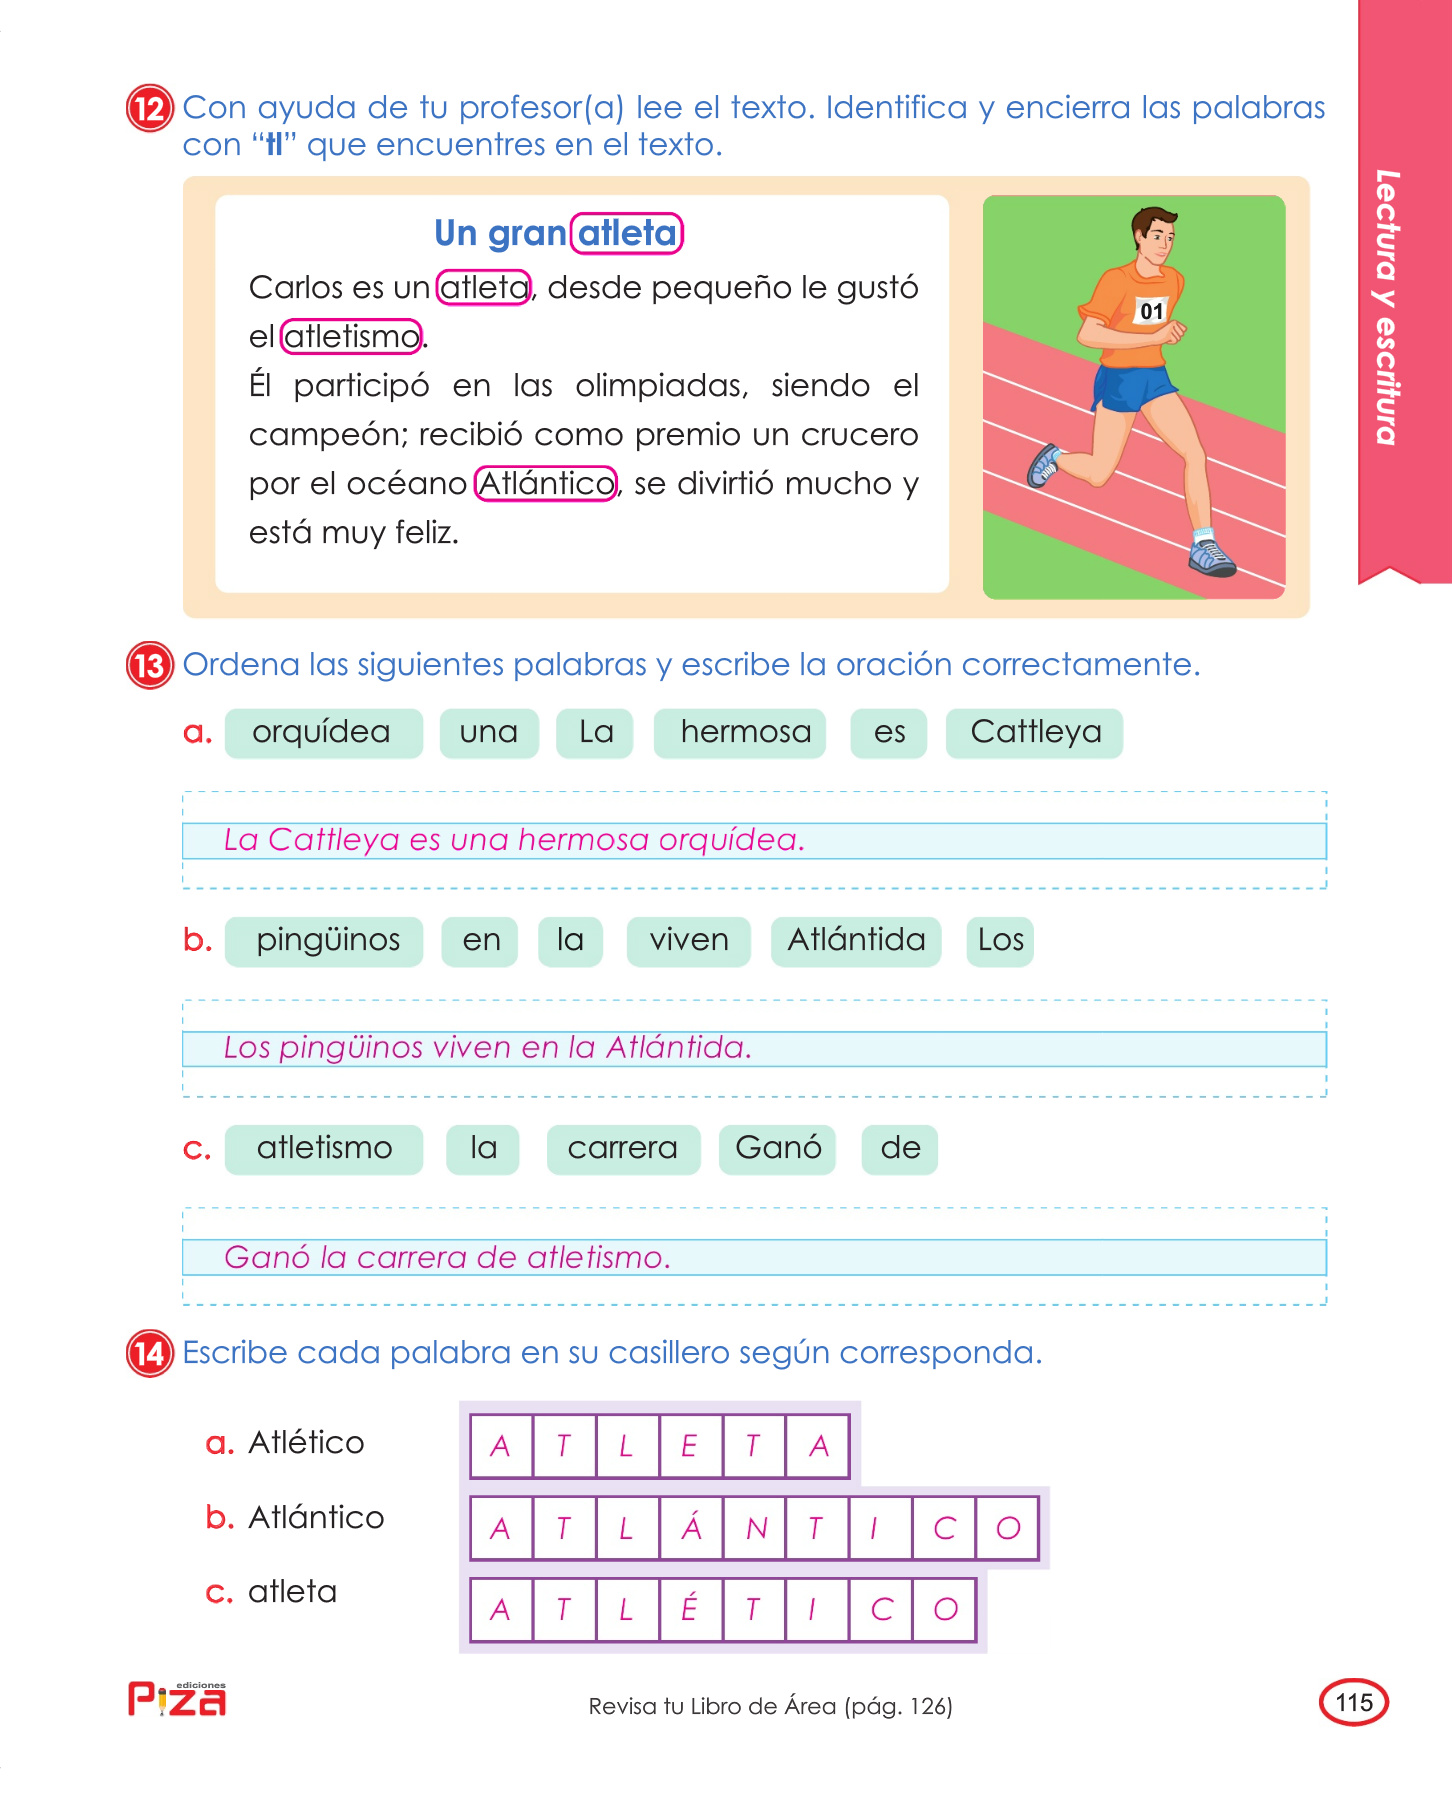 12 Con ayuda de tu profesor(a) lee el texto. Identifica y encierra las palabras
con “tl” que encuentres en el texto.
Un gran atleta
Carlos es un atleta, desde pequeño le gustó
el atletismo.
Él participó en las olimpiadas, siendo el
campeón; recibió como premio un crucero
por el océano Atlántico, se divirtió mucho y
está muy feliz.
01
Lectura y escritura
13 Ordena las siguientes palabras y escribe la oración correctamente.
a. orquídea una La hermosa es Cattleya
La Cattleya es una hermosa orquídea.
b. pingüinos en la viven Atlántida Los
Los pingüinos viven en la Atlántida.
c. atletismo la carrera Ganó de
Ganó la carrera de atletismo.
14 Escribe cada palabra en su casillero según corresponda.
a. Atlético
A T L E T A
b. Atlántico
A T L Á N T I C O
c. atleta
A T L É T I C O
ediciones
Piza
Revisa tu Libro de Área (pág. 126)
115